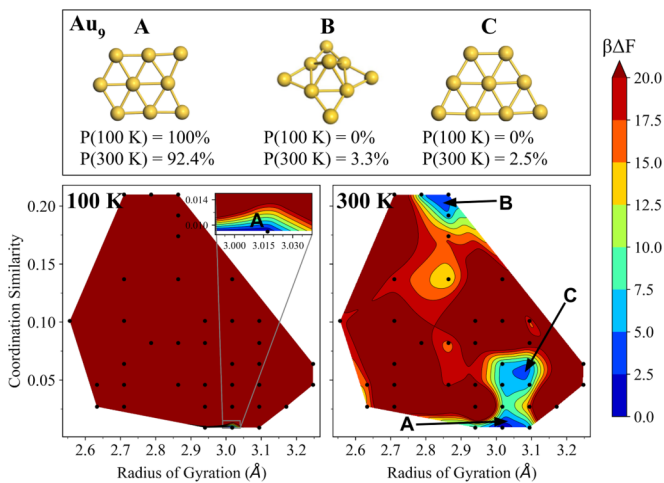 Au9
A
B
C
P(100 K) = 100%
P(300 K) = 92.4%
P(100 K) = 0%
P(300 K) = 3.3%
P(100 K) = 0%
P(300 K) = 2.5%
βΔF
20.0
17.5
15.0
12.5
10.0
7.5
5.0
2.5
0.0
100 K
0.014
0.010
A
3.000 3.015 3.030
300 K
B
C
A
0.20
0.15
0.10
0.05
Coordination Similarity
2.6 2.7 2.8 2.9 3.0 3.1 3.2
Radius of Gyration (Å)
2.6 2.7 2.8 2.9 3.0 3.1 3.2
Radius of Gyration (Å)